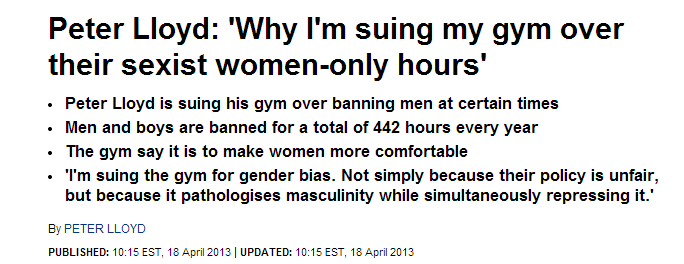 Peter Lloyd: 'Why I'm suing my gym over
their sexist women-only hours'
• Peter Lloyd is suing his gym over banning men at certain times
• Men and boys are banned for a total of 442 hours every year
• The gym say it is to make women more comfortable
• 'I'm suing the gym for gender bias. Not simply because their policy is unfair,
but because it pathologises masculinity while simultaneously repressing it.'
By PETER LLOYD
PUBLISHED: 10:15 EST, 18 April 2013 | UPDATED: 10:15 EST, 18 April 2013